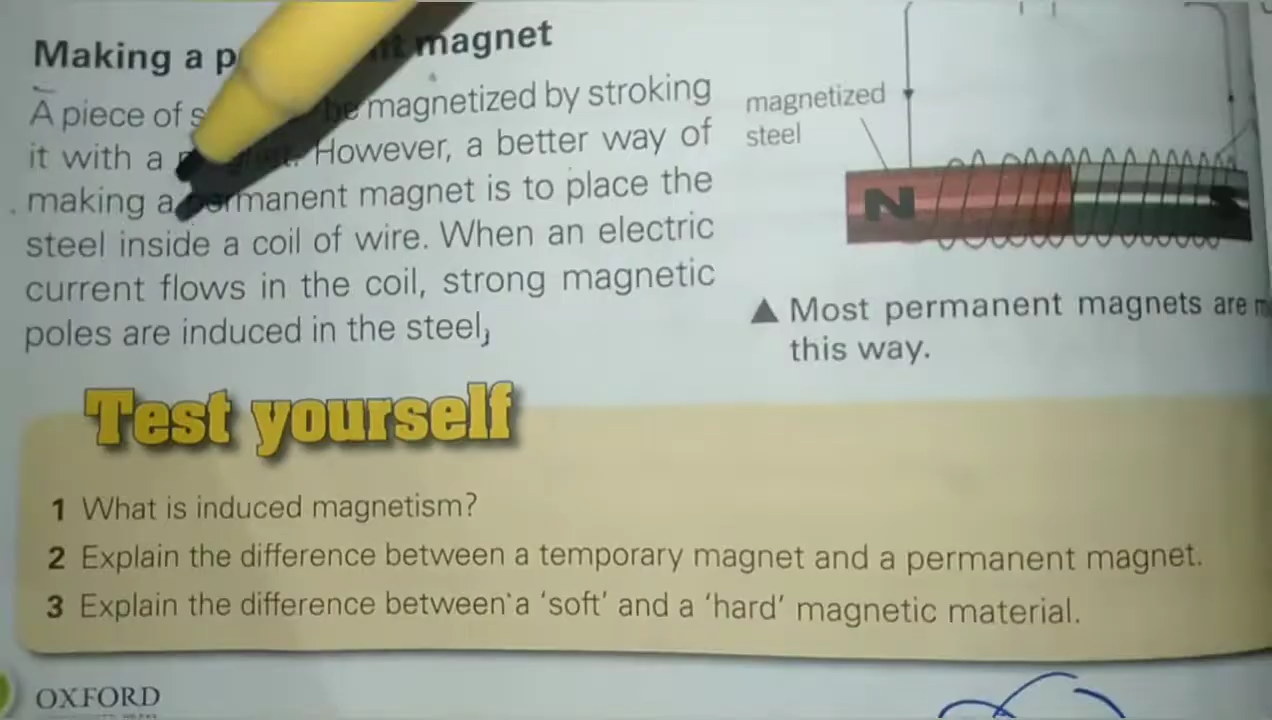 Making a p magnet
A piece of s be magnetized by stroking
it with a magnet. However, a better way of
making a permanent magnet is to place the
steel inside a coil of wire. When an electric
current flows in the coil, strong magnetic
poles are induced in the steel,
magnetized
steel
N
S
▲ Most permanent magnets are
this way.
Test yourself
1 What is induced magnetism?
2 Explain the difference between a temporary magnet and a permanent magnet.
3 Explain the difference between a ‘soft’ and a ‘hard’ magnetic material.
OXFORD